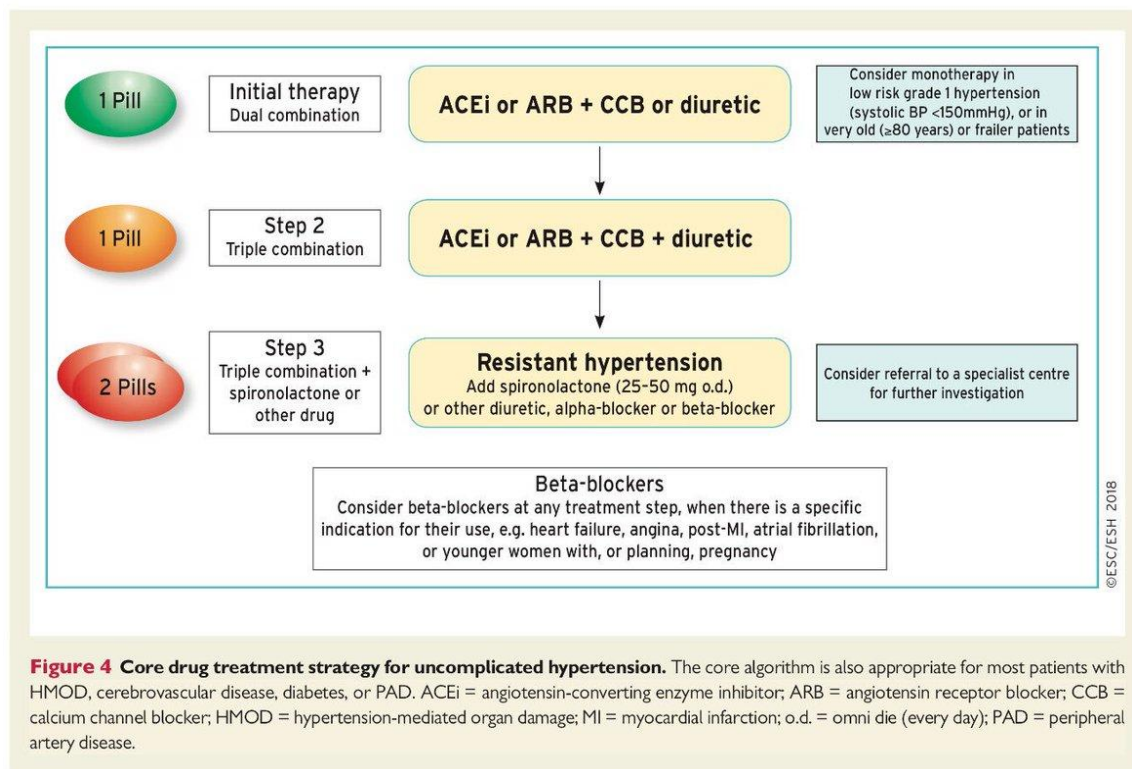 1 Pill
Initial therapy
Dual combination
ACEi or ARB + CCB or diuretic
Consider monotherapy in
low risk grade 1 hypertension
(systolic BP <150mmHg), or in
very old (≥80 years) or frailer patients
1 Pill
Step 2
Triple combination
ACEi or ARB + CCB + diuretic
2 Pills
Step 3
Triple combination +
spironolactone or
other drug
Resistant hypertension
Add spironolactone (25-50 mg o.d.)
or other diuretic, alpha-blocker or beta-blocker
Consider referral to a specialist centre
for further investigation
Beta-blockers
Consider beta-blockers at any treatment step, when there is a specific
indication for their use, e.g. heart failure, angina, post-MI, atrial fibrillation,
or younger women with, or planning, pregnancy
©ESC/ESH 2018
Figure 4 Core drug treatment strategy for uncomplicated hypertension. The core algorithm is also appropriate for most patients with
HMOD, cerebrovascular disease, diabetes, or PAD. ACEi = angiotensin-converting enzyme inhibitor; ARB = angiotensin receptor blocker; CCB =
calcium channel blocker; HMOD = hypertension-mediated organ damage; MI = myocardial infarction; o.d. = omni die (every day); PAD = peripheral
artery disease.